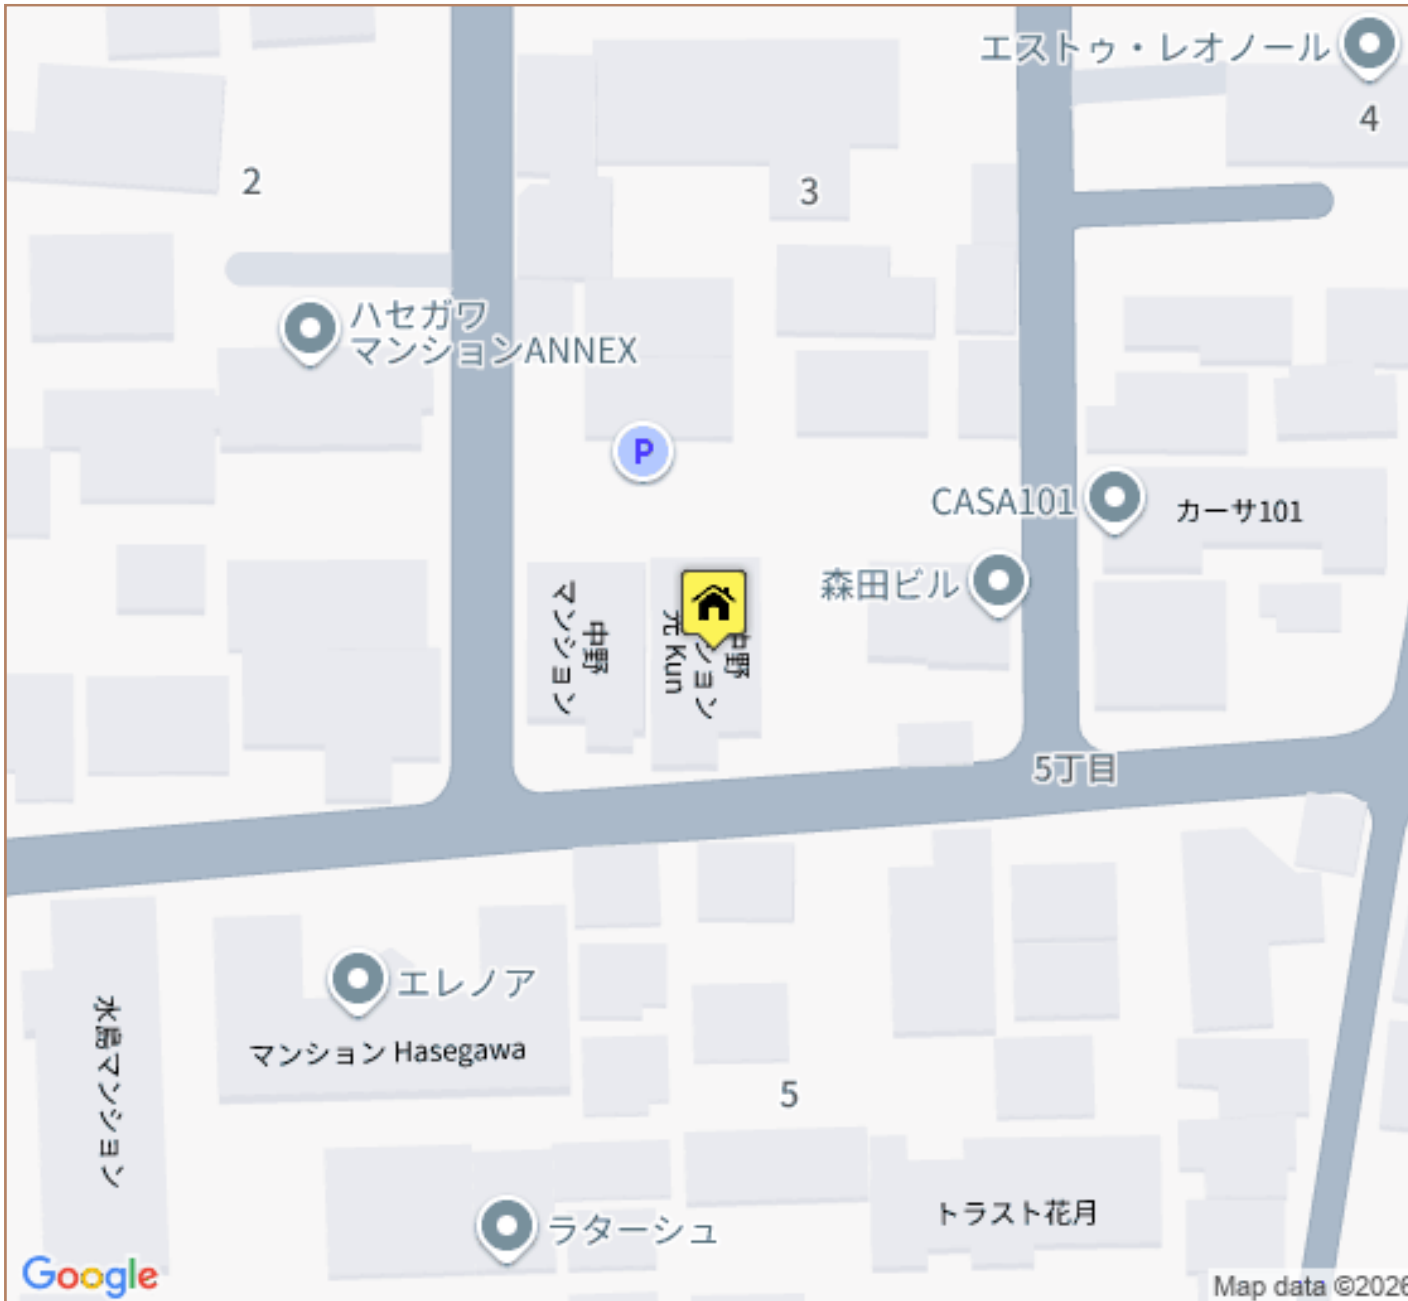 エストゥ・レオノール
4
2
3
ハセガワ
マンションANNEX
P
CASA101
カーサ101
森田ビル
中野
マンション
中野
ション
元 Kun
5丁目
エレノア
マンション Hasegawa
水島マンション
5
トラスト花月
ラターシュ
Google
Map data ©2026